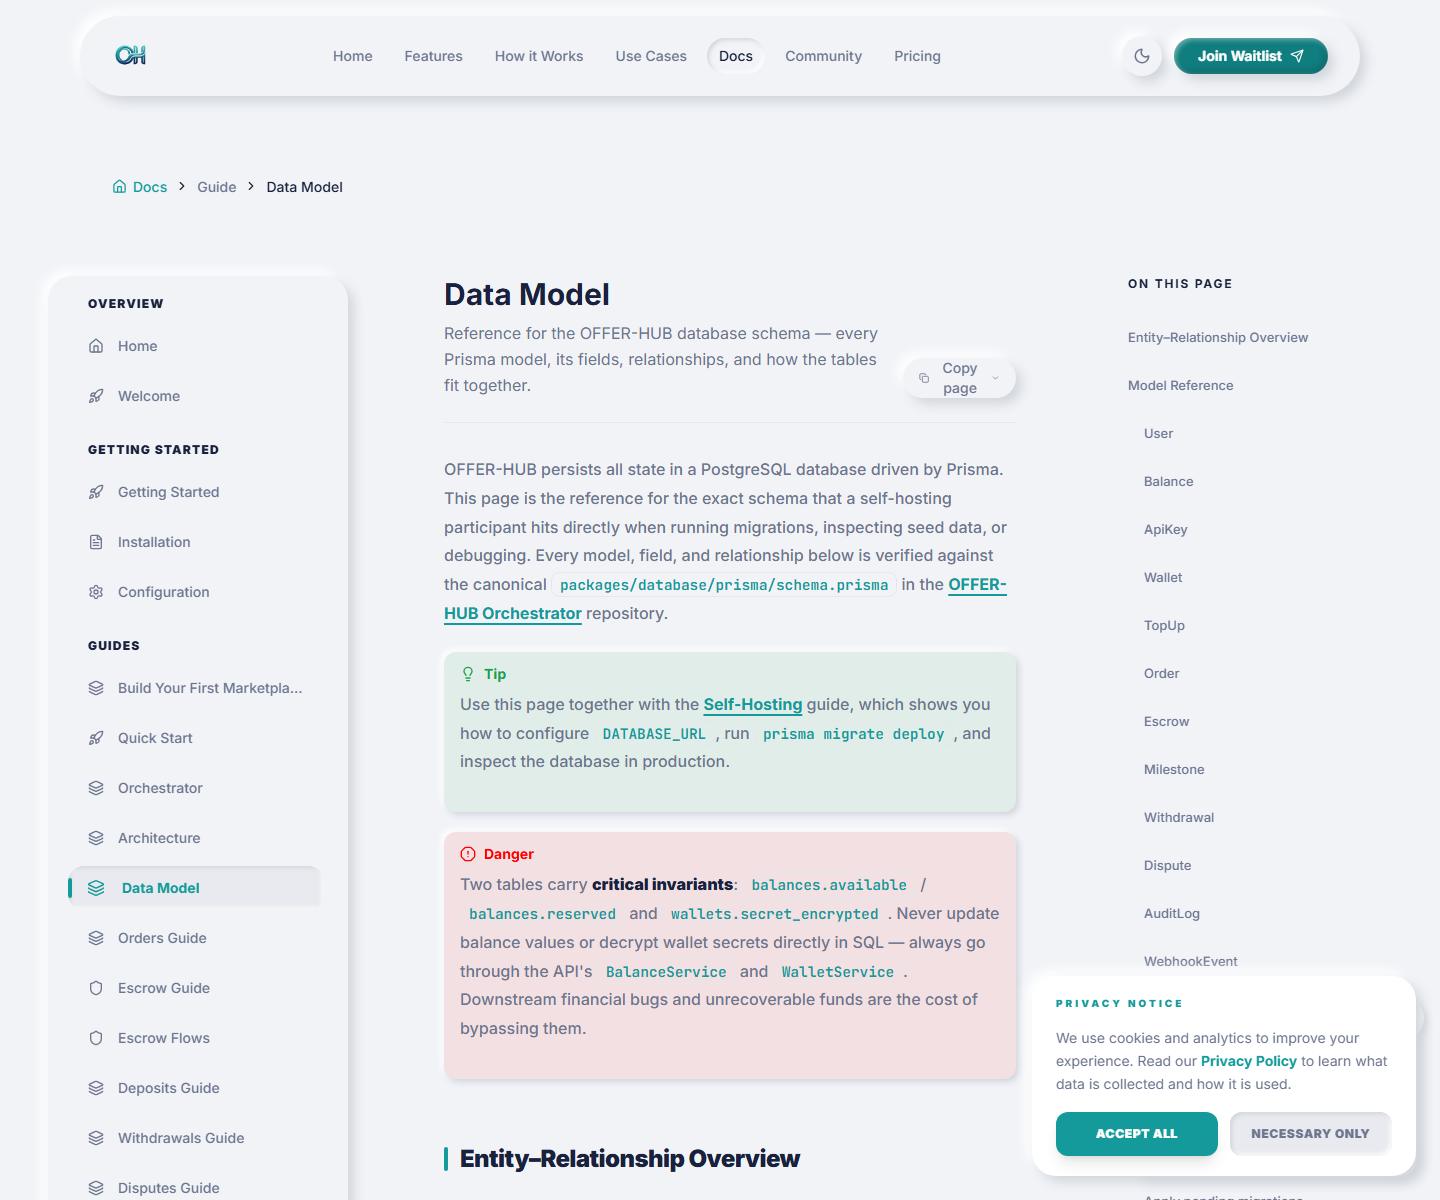 OH
Home
Features
How it Works
Use Cases
Docs
Community
Pricing
Join Waitlist
Docs
Guide
Data Model
OVERVIEW
Home
Welcome
GETTING STARTED
Getting Started
Installation
Configuration
GUIDES
Build Your First Marketpla...
Quick Start
Orchestrator
Architecture
Data Model
Orders Guide
Escrow Guide
Escrow Flows
Deposits Guide
Withdrawals Guide
Disputes Guide
Data Model
Reference for the OFFER-HUB database schema — every
Prisma model, its fields, relationships, and how the tables
fit together.
Copy
page
OFFER-HUB persists all state in a PostgreSQL database driven by Prisma.
This page is the reference for the exact schema that a self-hosting
participant hits directly when running migrations, inspecting seed data, or
debugging. Every model, field, and relationship below is verified against
the canonical packages/database/prisma/schema.prisma in the OFFER-
HUB Orchestrator repository.
Tip
Use this page together with the Self-Hosting guide, which shows you
how to configure DATABASE_URL , run prisma migrate deploy , and
inspect the database in production.
Danger
Two tables carry critical invariants: balances.available /
balances.reserved and wallets.secret_encrypted . Never update
balance values or decrypt wallet secrets directly in SQL — always go
through the API's BalanceService and WalletService .
Downstream financial bugs and unrecoverable funds are the cost of
bypassing them.
Entity–Relationship Overview
ON THIS PAGE
Entity–Relationship Overview
Model Reference
User
Balance
ApiKey
Wallet
TopUp
Order
Escrow
Milestone
Withdrawal
Dispute
AuditLog
WebhookEvent
PRIVACY NOTICE
We use cookies and analytics to improve your
experience. Read our Privacy Policy to learn what
data is collected and how it is used.
ACCEPT ALL
NECESSARY ONLY
Apply pending migrations